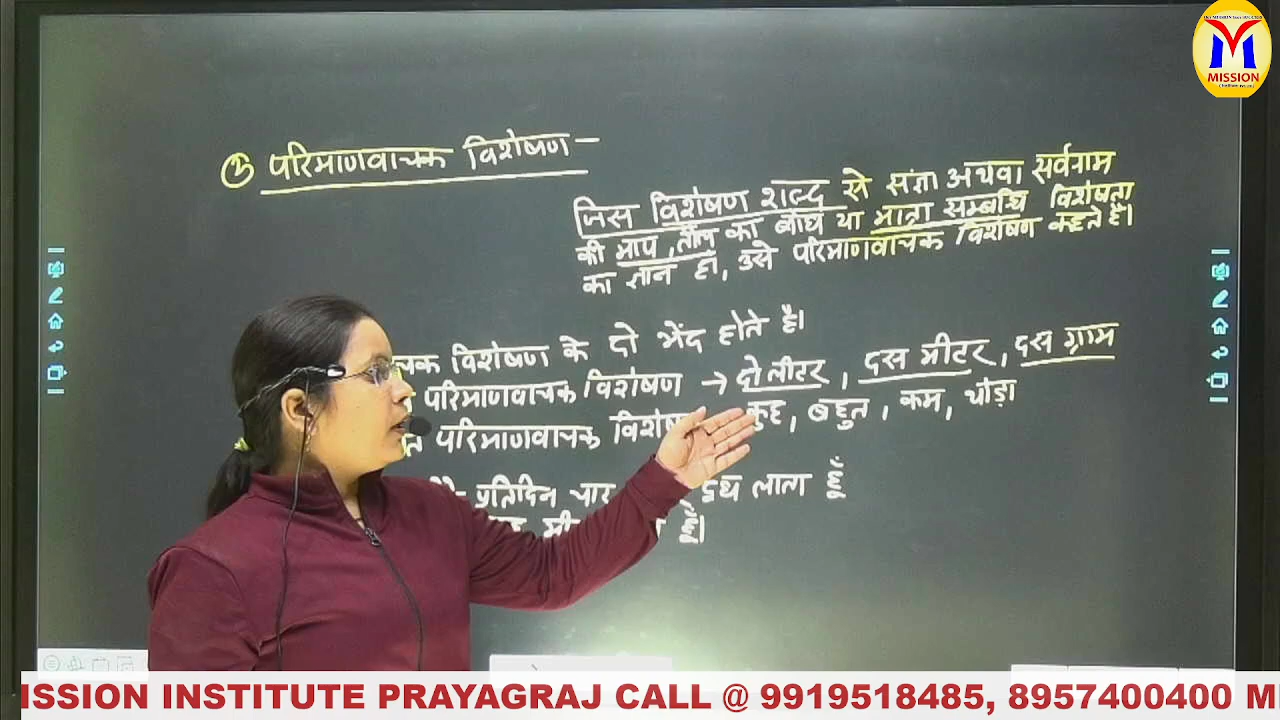 ③ परिमाणवाचक विशेषण –
जिस विशेषण शब्द से संज्ञा अथवा सर्वनाम
की माप, तौल का बोध या मात्रा सम्बन्धि विशेषता
का ज्ञान हो, उसे परिमाणवाचक विशेषण कहते है।
चक विशेषण के दो भेंद होते है।
परिमाणवाचक विशेषण → दो लीटर, दस मीटर, दस ग्राम
त परिमाणवाचक विशेष कुछ, बहुत, कम, थोड़ा
प्रतिदिन चार दूध लाता हूँ
हूँ।
MISSION
ISSION INSTITUTE PRAYAGRAJ CALL @ 9919518485, 8957400400 MI